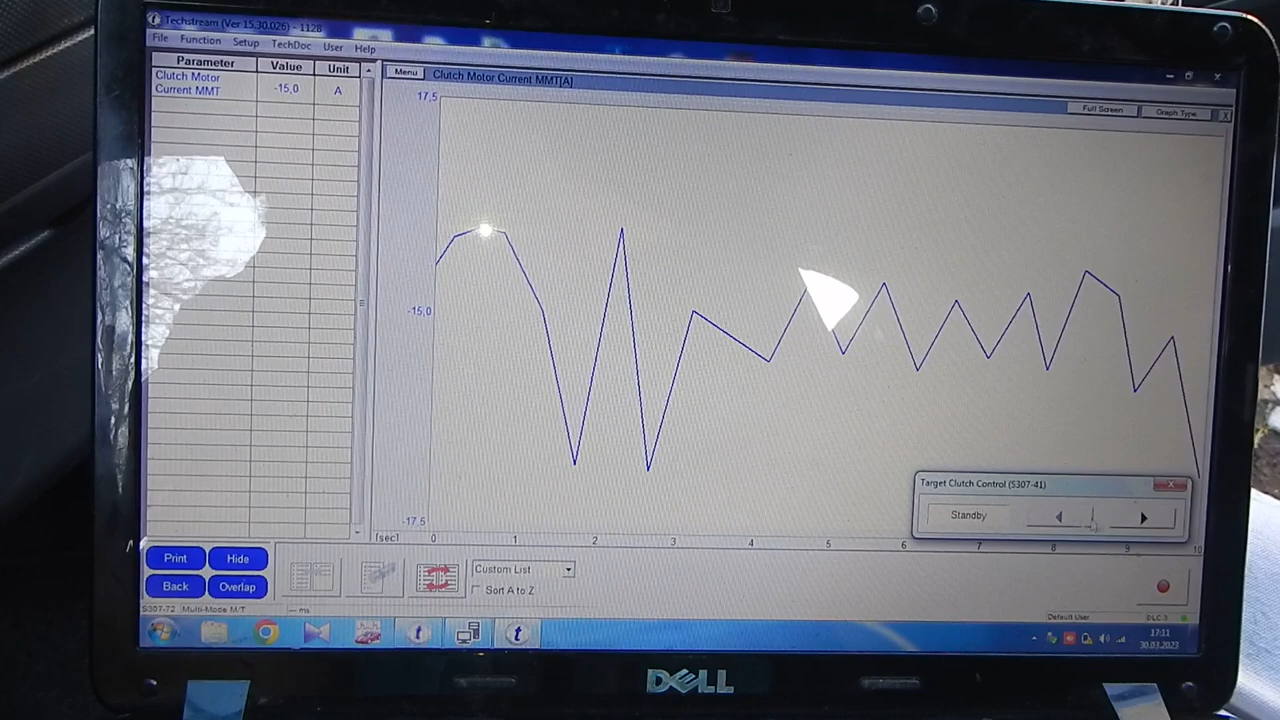 Techstream (Ver 15.30.026) - 1128
File Function Setup TechDoc User Help
Parameter Value Unit
Clutch Motor
Current MMT -15,0 A
Menu Clutch Motor Current MMT[A]
Full Screen Graph Type X
17,5
-15,0
-17.5
[sec] 0 1 2 3 4 5 6 7 8 9 10
Target Clutch Control (S307-41)
Standby
Print Hide
Back Overlap
Custom List
Sort A to Z
S307-72 Multi-Mode M/T --- ms
Default User DLC 3
17:11
30.03.2023
DELL